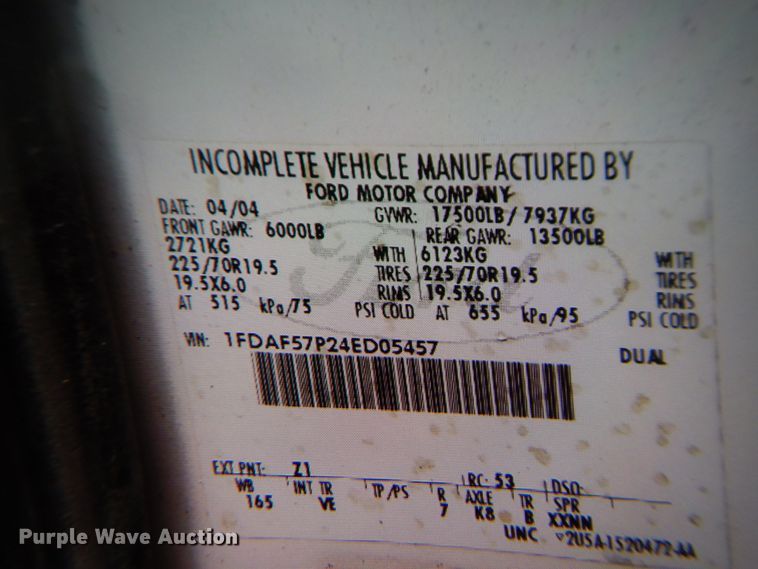 INCOMPLETE VEHICLE MANUFACTURED BY
FORD MOTOR COMPANY
DATE: 04/04 GVWR: 17500LB/ 7937KG
FRONT GAWR: 6000LB REAR GAWR: 13500LB
2721KG WITH 6123KG WITH
225/70R19.5 TIRES 225/70R19.5 TIRES
19.5X6.0 RIMS 19.5X6.0 RIMS
AT 515 kPa/75 PSI COLD AT 655 kPa/95 PSI COLD
VIN: 1FDAF57P24ED05457 DUAL
EXT PNT: Z1 RC: 53 DSO:
WB INT TR TP/PS R AXLE TR SPR
165 VE 7 K8 B XXNN
UNC V2U5A-1520472-AA
Purple Wave Auction
Ford